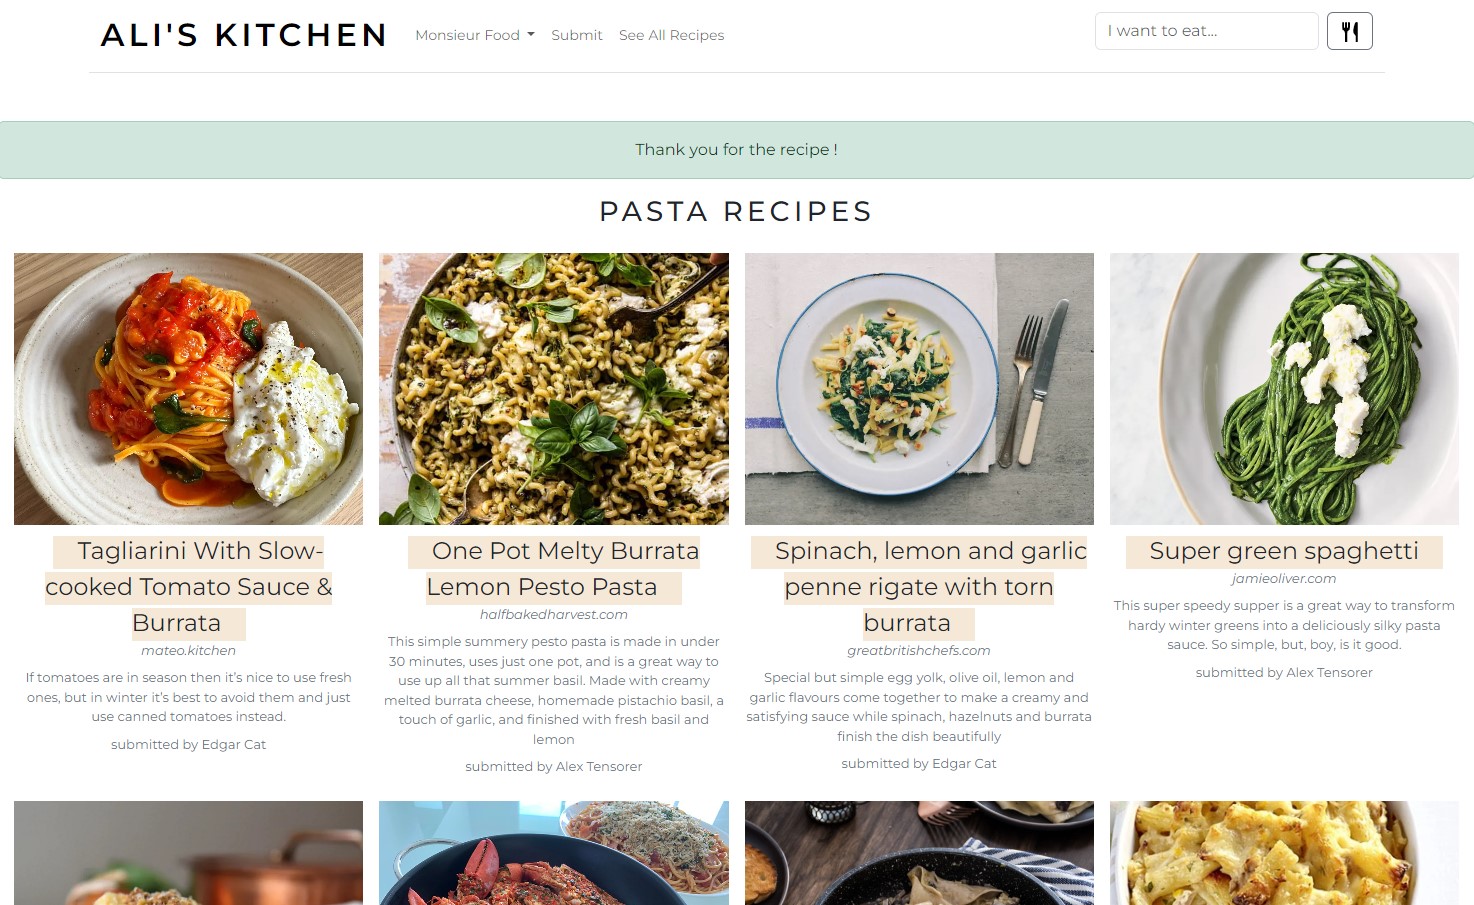 ALI'S KITCHEN
Monsieur Food
Submit
See All Recipes
I want to eat...
Thank you for the recipe !
PASTA RECIPES
Tagliarini With Slow-
cooked Tomato Sauce &
Burrata
mateo.kitchen
If tomatoes are in season then it's nice to use fresh
ones, but in winter it's best to avoid them and just
use canned tomatoes instead.
submitted by Edgar Cat
One Pot Melty Burrata
Lemon Pesto Pasta
halfbakedharvest.com
This simple summery pesto pasta is made in under
30 minutes, uses just one pot, and is a great way to
use up all that summer basil. Made with creamy
melted burrata cheese, homemade pistachio basil, a
touch of garlic, and finished with fresh basil and
lemon
submitted by Alex Tensorer
Spinach, lemon and garlic
penne rigate with torn
burrata
greatbritishchefs.com
Special but simple egg yolk, olive oil, lemon and
garlic flavours come together to make a creamy and
satisfying sauce while spinach, hazelnuts and burrata
finish the dish beautifully
submitted by Edgar Cat
Super green spaghetti
jamieoliver.com
This super speedy supper is a great way to transform
hardy winter greens into a deliciously silky pasta
sauce. So simple, but, boy, is it good.
submitted by Alex Tensorer